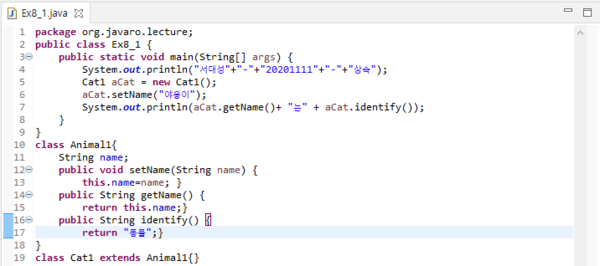 Ex8_1.java
1 package org.javaro.lecture;
2 public class Ex8_1 {
3 public static void main(String[] args) {
4 System.out.println("서대성"+"-"+"20201111"+"-"+"상속");
5 Cat1 aCat = new Cat1();
6 aCat.setName("야옹이");
7 System.out.println(aCat.getName()+ "는" + aCat.identify());
8 }
9 }
10 class Animal1{
11 String name;
12 public void setName(String name) {
13 this.name=name; }
14 public String getName() {
15 return this.name;}
16 public String identify() {
17 return "동물";}
18 }
19 class Cat1 extends Animal1{}